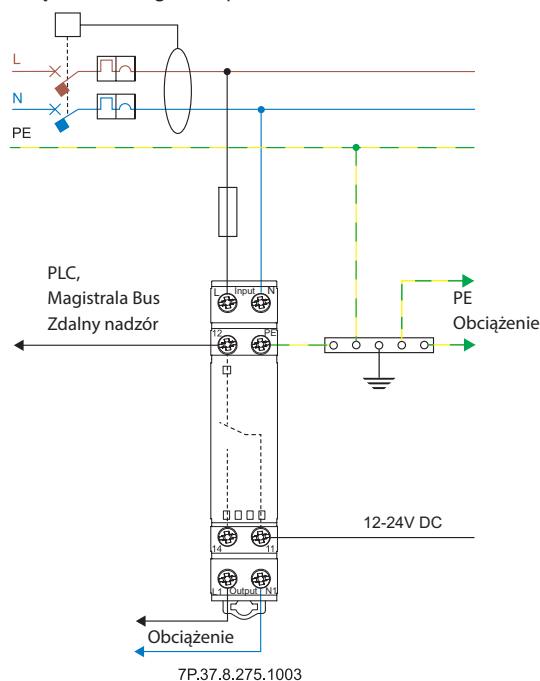 L
N
PE
L Input N
12 PE
PLC,
Magistrala Bus
Zdalny nadzór
PE
Obciążenie
12-24V DC
14 11
L1 Output N1
Obciążenie
7P.37.8.275.1003